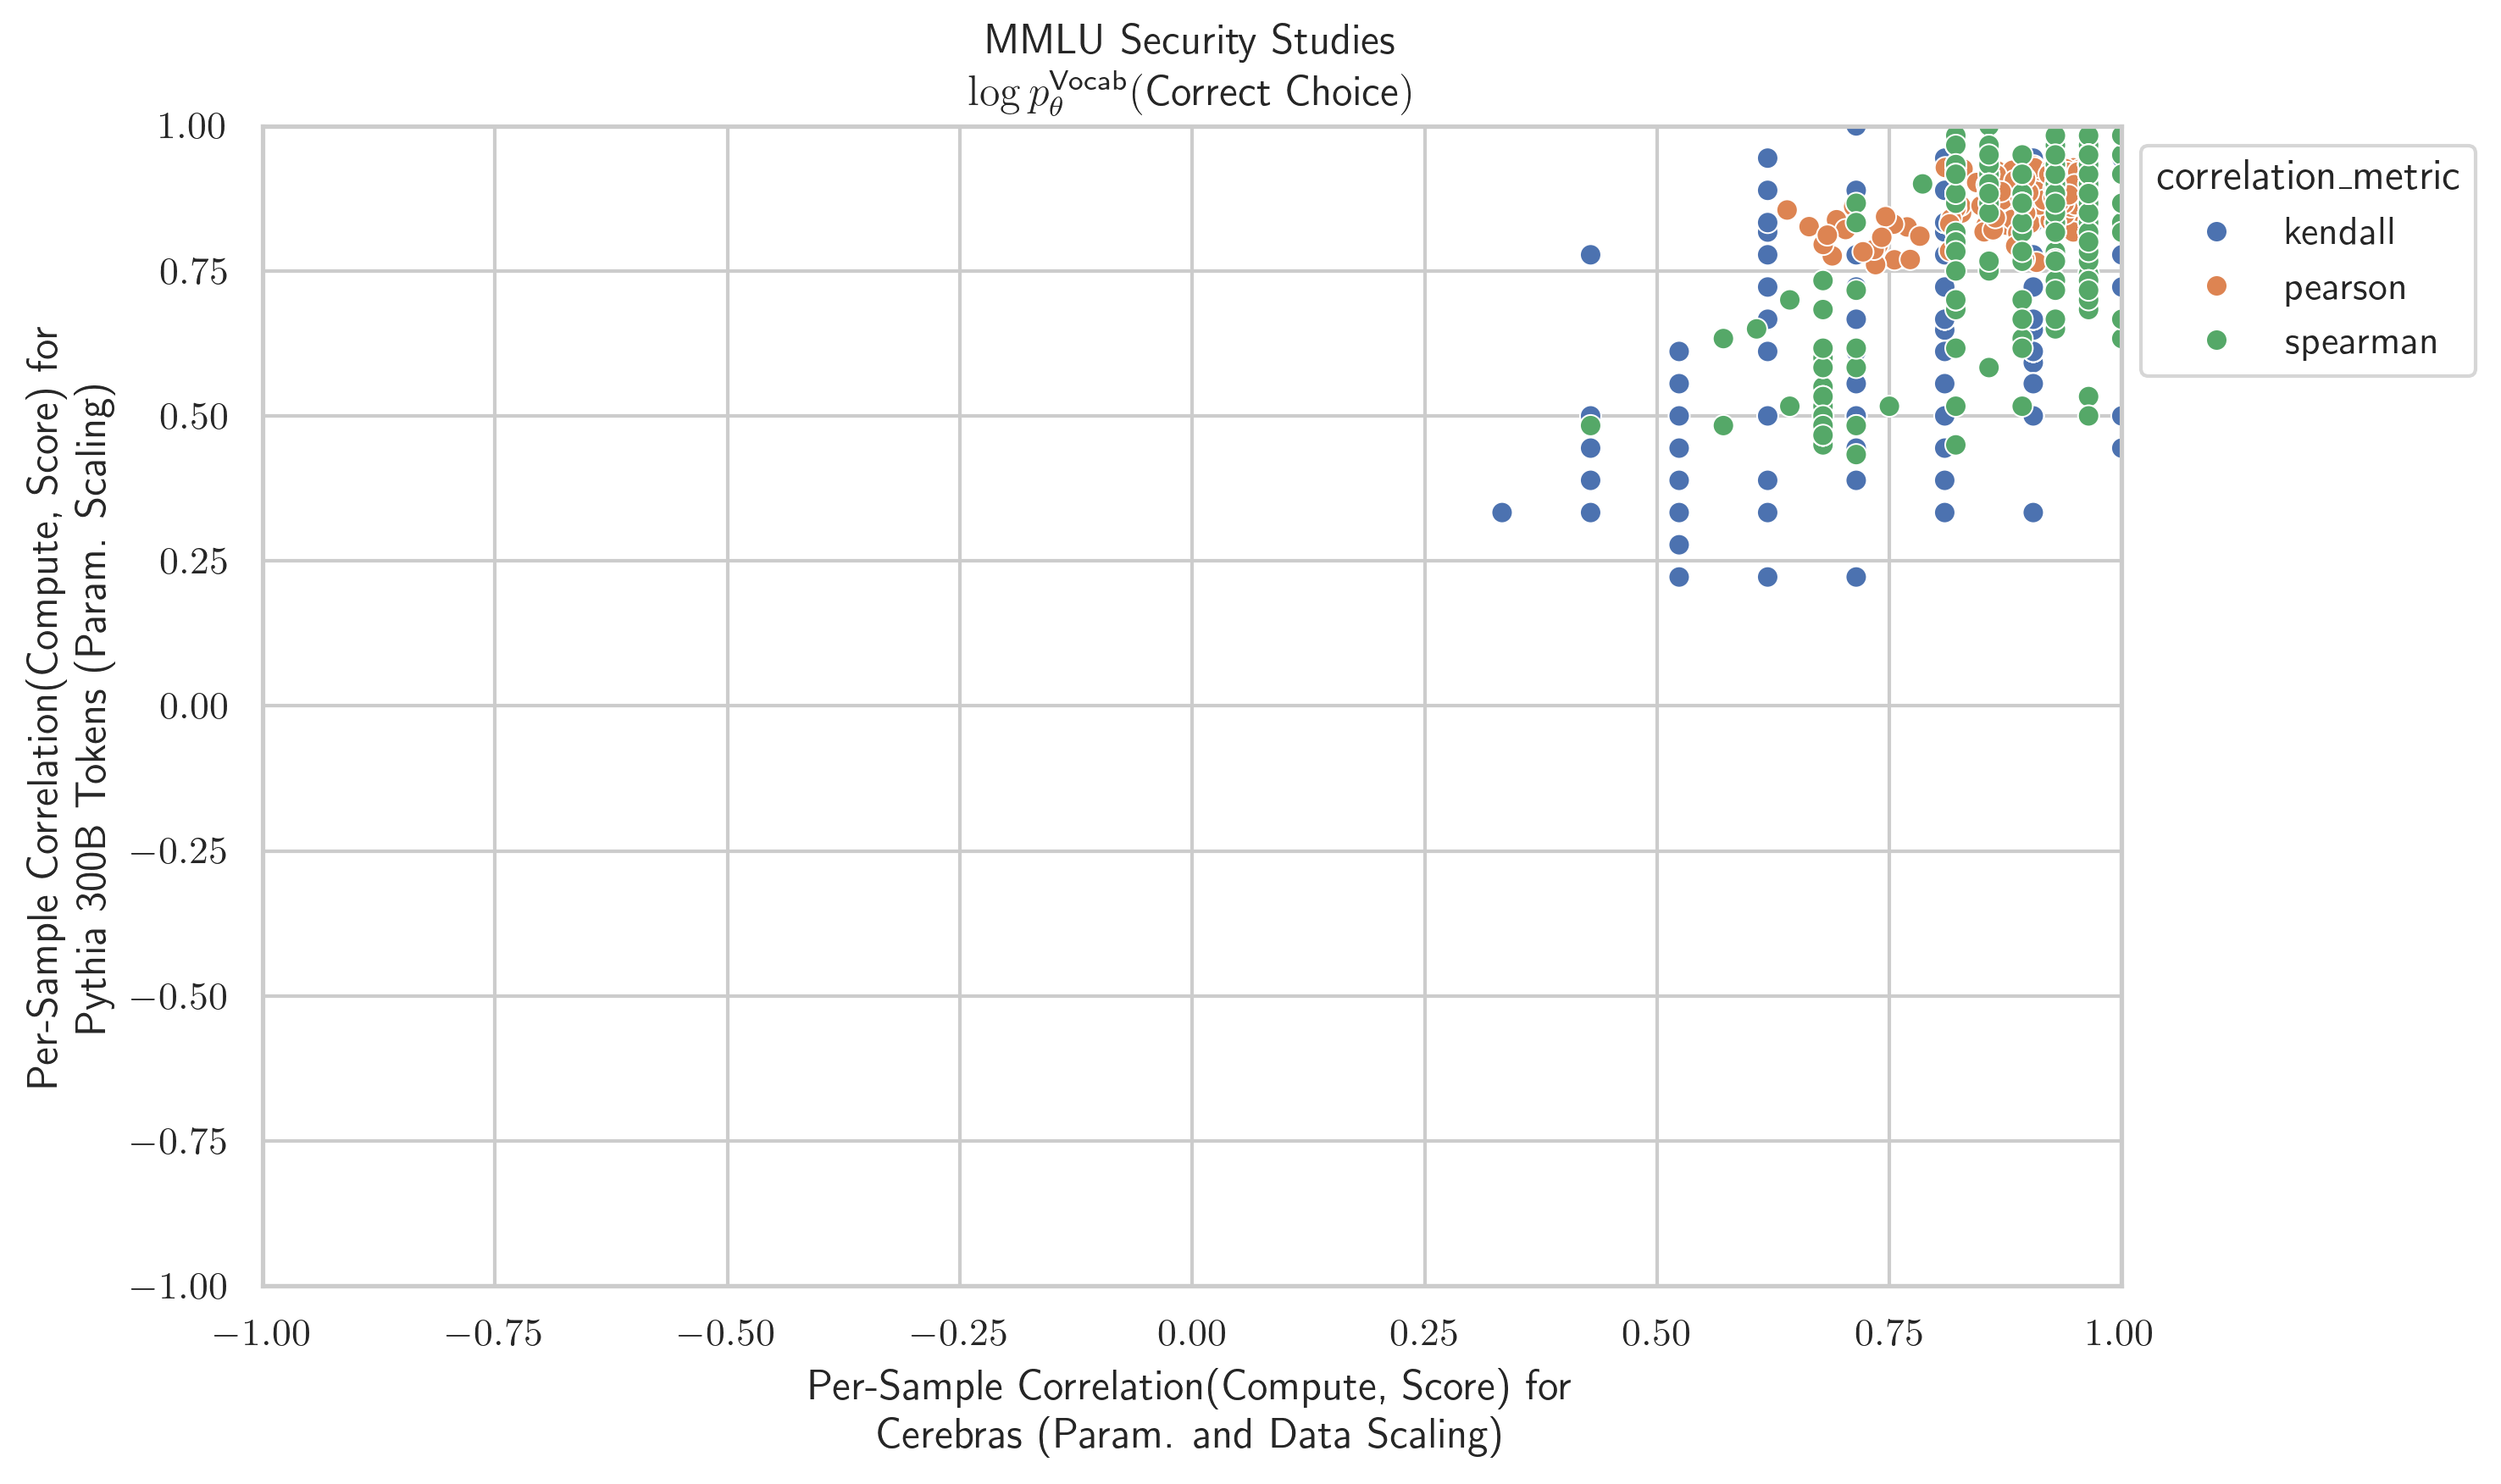 MMLU Security Studies
log p_θ^Vocab(Correct Choice)
1.00
0.75
0.50
0.25
0.00
−0.25
−0.50
−0.75
−1.00
Per-Sample Correlation(Compute, Score) for
Pythia 300B Tokens (Param. Scaling)
correlation_metric
kendall
pearson
spearman
−1.00 −0.75 −0.50 −0.25 0.00 0.25 0.50 0.75 1.00
Per-Sample Correlation(Compute, Score) for
Cerebras (Param. and Data Scaling)